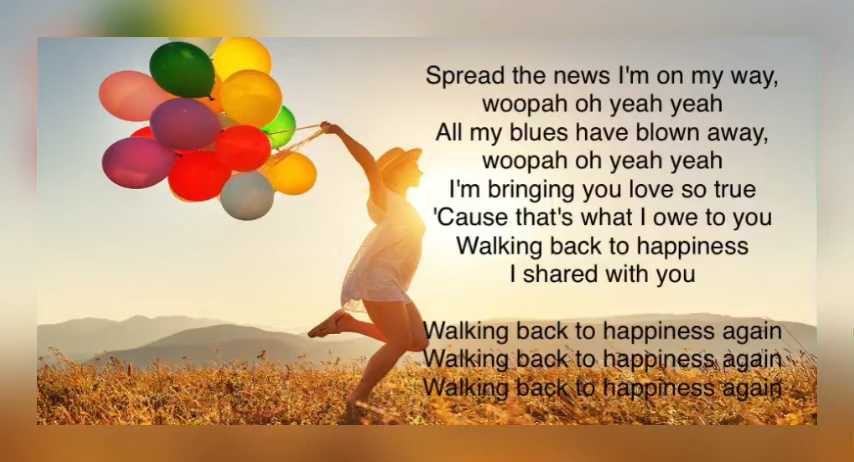 Spread the news I'm on my way,
woopah oh yeah yeah
All my blues have blown away,
woopah oh yeah yeah
I'm bringing you love so true
'Cause that's what I owe to you
Walking back to happiness
I shared with you
Walking back to happiness again
Walking back to happiness again
Walking back to happiness again